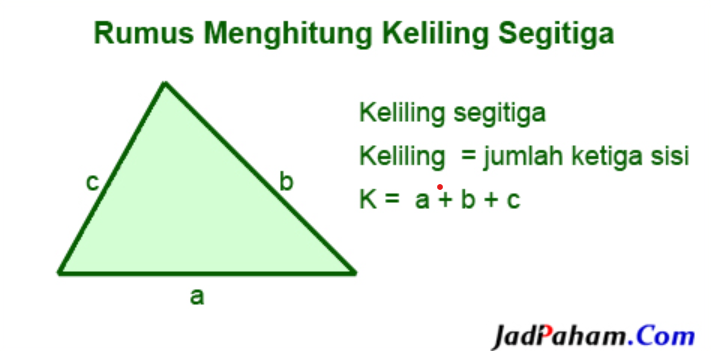 Rumus Menghitung Keliling Segitiga
Keliling segitiga
Keliling = jumlah ketiga sisi
K = a + b + c
c
b
a
JadPaham.Com